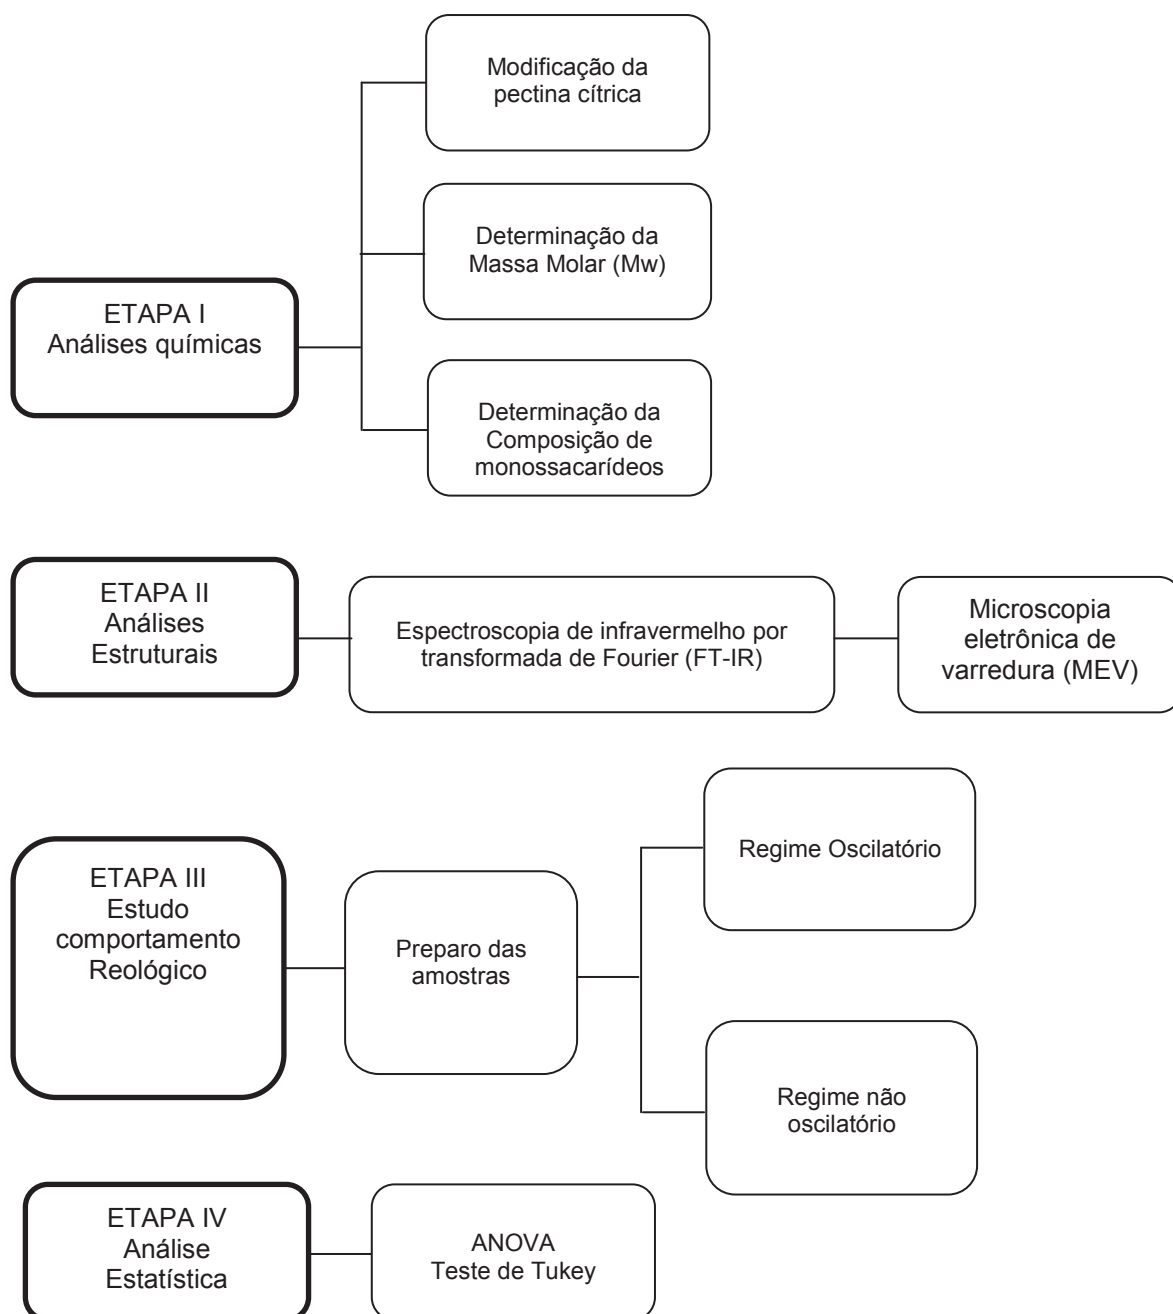 Modificação da
pectina cítrica
Determinação da
Massa Molar (Mw)
ETAPA I
Análises químicas
Determinação da
Composição de
monossacarídeos
ETAPA II
Análises
Estruturais
Espectroscopia de infravermelho por
transformada de Fourier (FT-IR)
Microscopia
eletrônica de
varredura (MEV)
ETAPA III
Estudo
comportamento
Reológico
Preparo das
amostras
Regime Oscilatório
Regime não
oscilatório
ETAPA IV
Análise
Estatística
ANOVA
Teste de Tukey